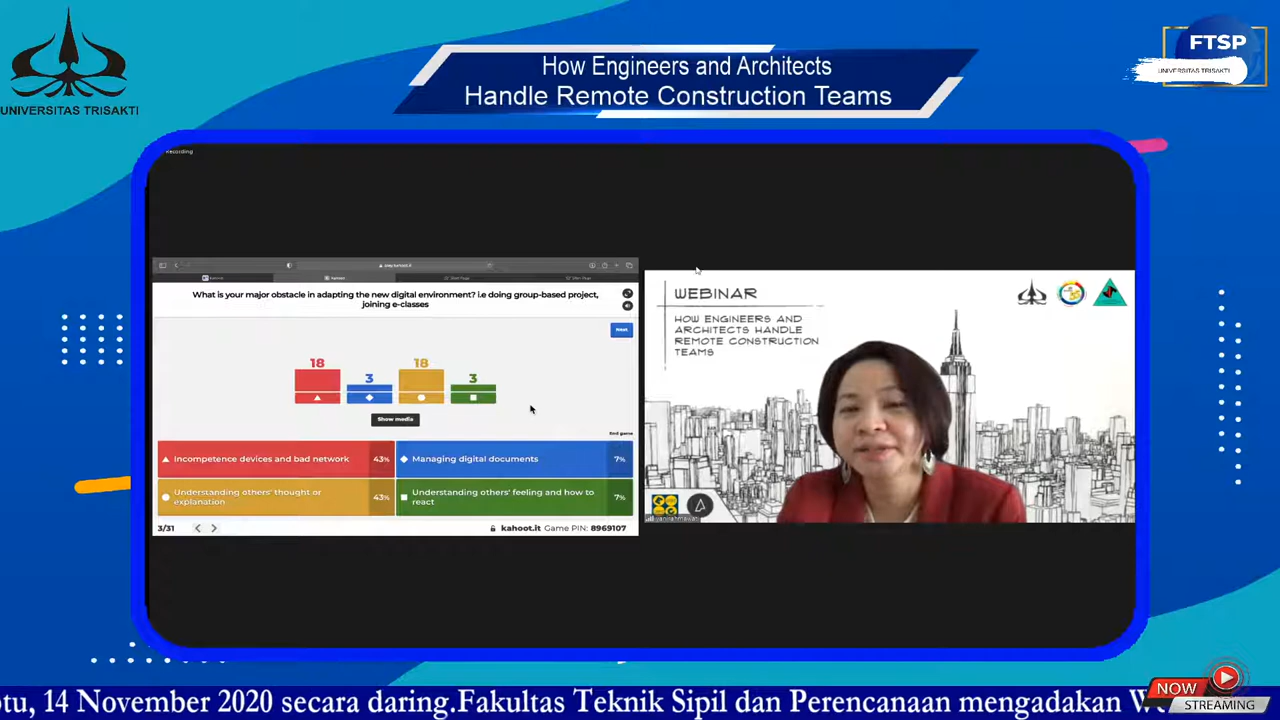 UNIVERSITAS TRISAKTI
How Engineers and Architects
Handle Remote Construction Teams
FTSP
UNIVERSITAS TRISAKTI
Recording
What is your major obstacle in adapting the new digital environment? i.e doing group-based project,
joining e-classes
Next
18
3
18
3
Show media
End game
Incompetence devices and bad network
43%
Managing digital documents
7%
Understanding others' thought or
explanation
43%
Understanding others' feeling and how to
react
7%
3/31
kahoot.it Game PIN: 8969107
WEBINAR
HOW ENGINEERS AND
ARCHITECTS HANDLE
REMOTE CONSTRUCTION
TEAMS
otu, 14 November 2020 secara daring.Fakultas Teknik Sipil dan Perencanaan mengadakan W
NOW
STREAMING